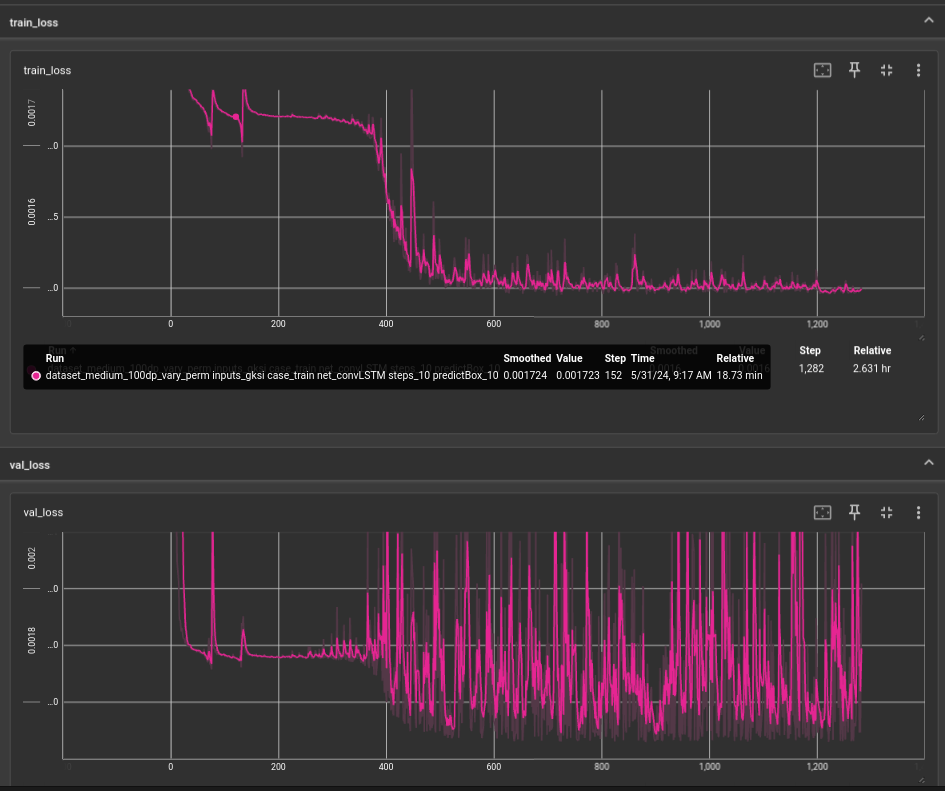 train_loss
train_loss
0.0017
...0
0.0016
...5
...0
0 200 400 600 800 1,000 1,200
Run ↑ Smoothed Value Step Relative
1,282 2.631 hr
Run Smoothed Value Step Time Relative
dataset_medium_100dp_vary_perm inputs_gksi case_train net_convLSTM steps_10 predictBox_10 0.001724 0.001723 152 5/31/24, 9:17 AM 18.73 min
val_loss
val_loss
0.002
...0
0.0018
...0
...0
0 200 400 600 800 1,000 1,200